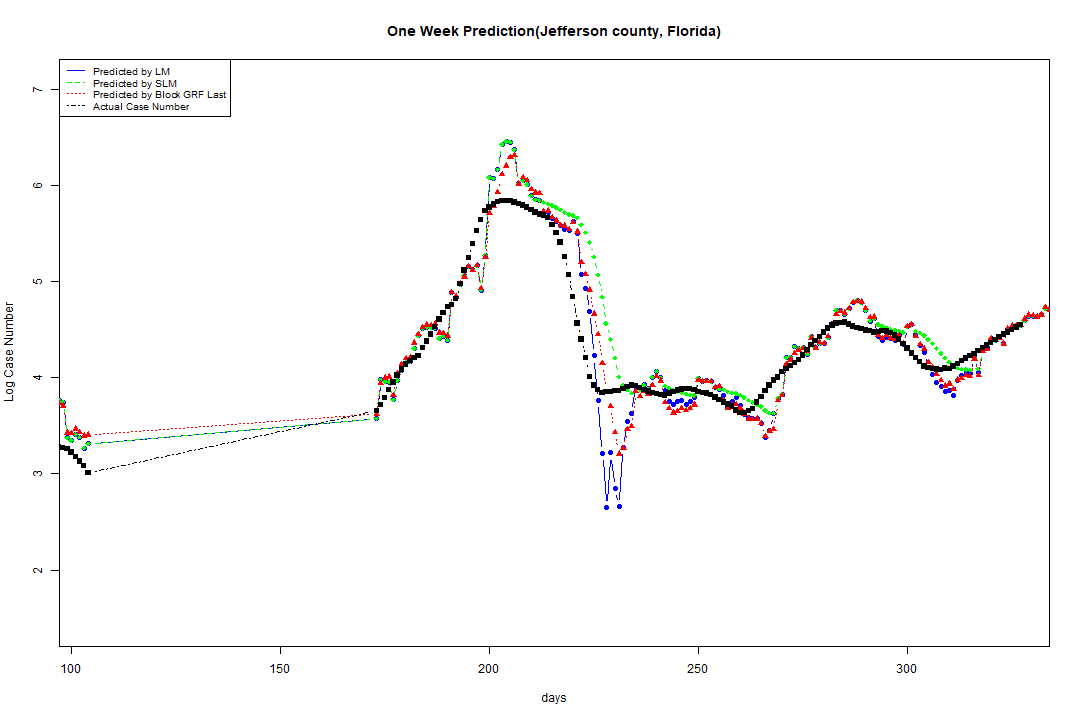 One Week Prediction(Jefferson county, Florida)
Predicted by LM
Predicted by SLM
Predicted by Block GRF Last
Actual Case Number
7
6
5
4
3
2
Log Case Number
100 150 200 250 300
days